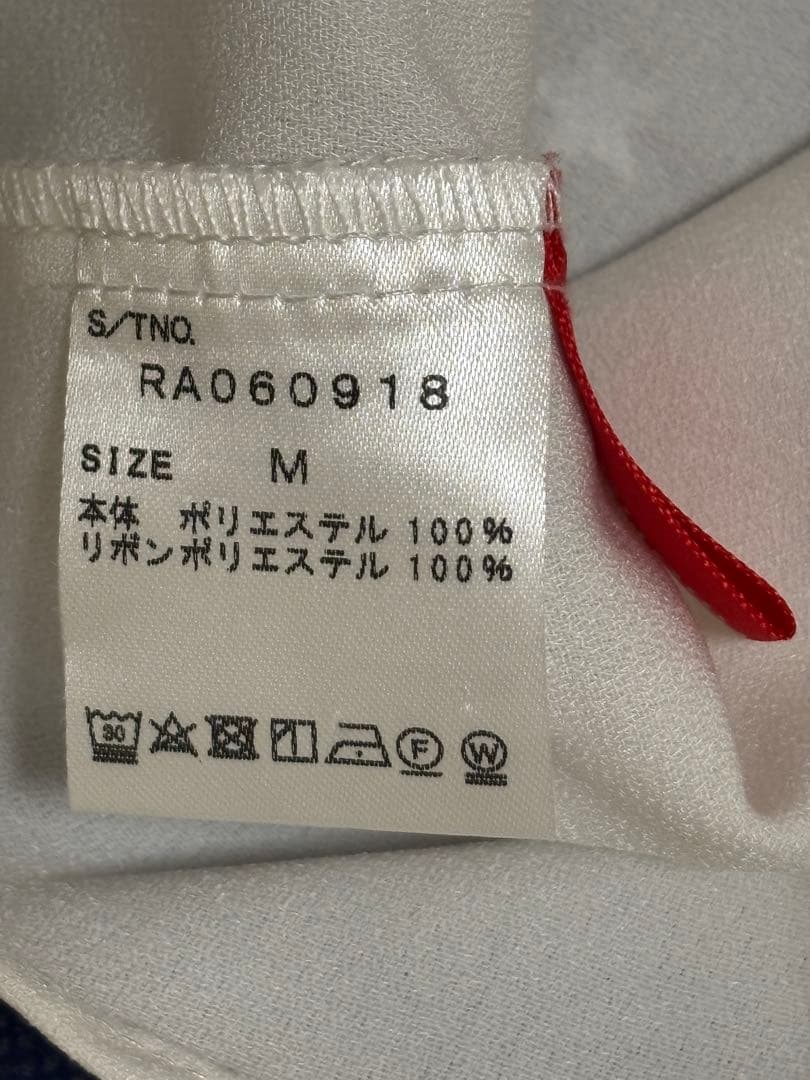 S/TNO.
RA060918
SIZE M
本体 ポリエステル 100%
リボンポリエステル 100%
30
F
W